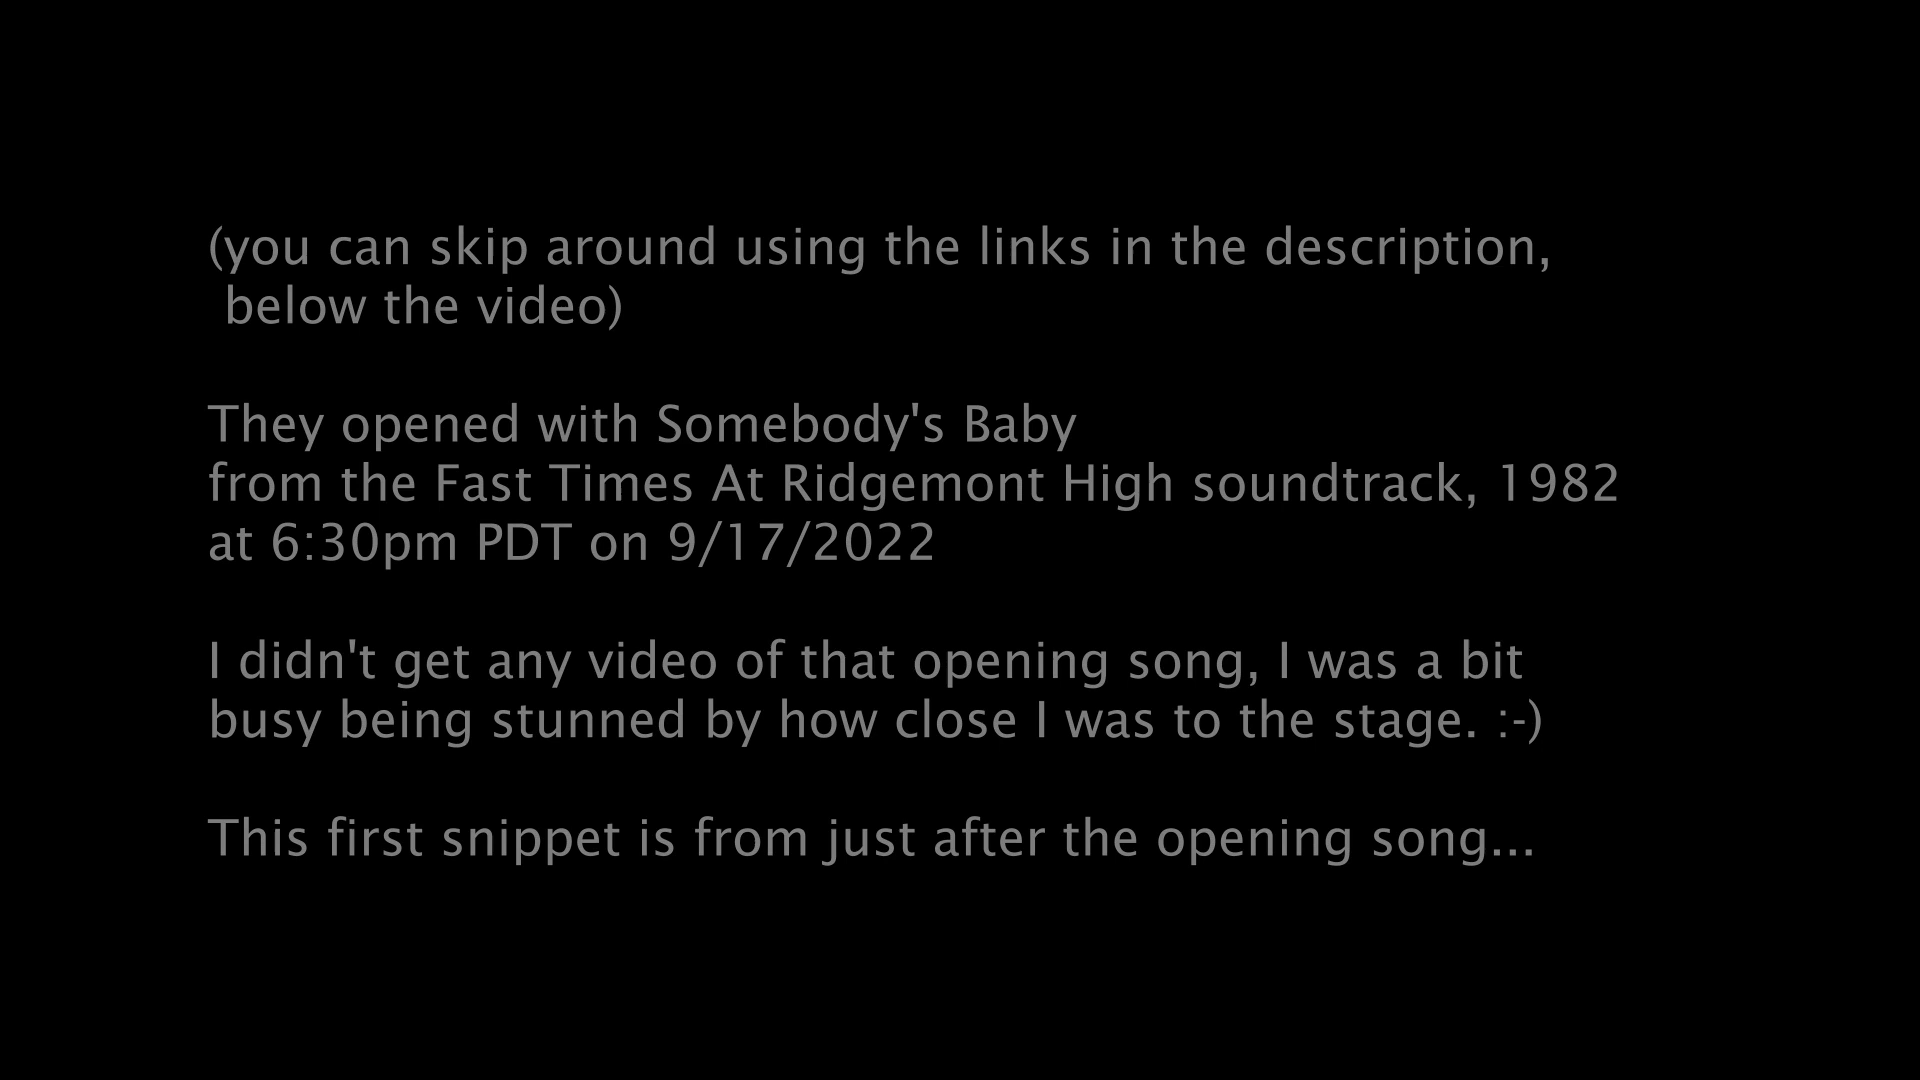 (you can skip around using the links in the description,
below the video)
They opened with Somebody's Baby
from the Fast Times At Ridgemont High soundtrack, 1982
at 6:30pm PDT on 9/17/2022
I didn't get any video of that opening song, I was a bit
busy being stunned by how close I was to the stage. :-)
This first snippet is from just after the opening song...